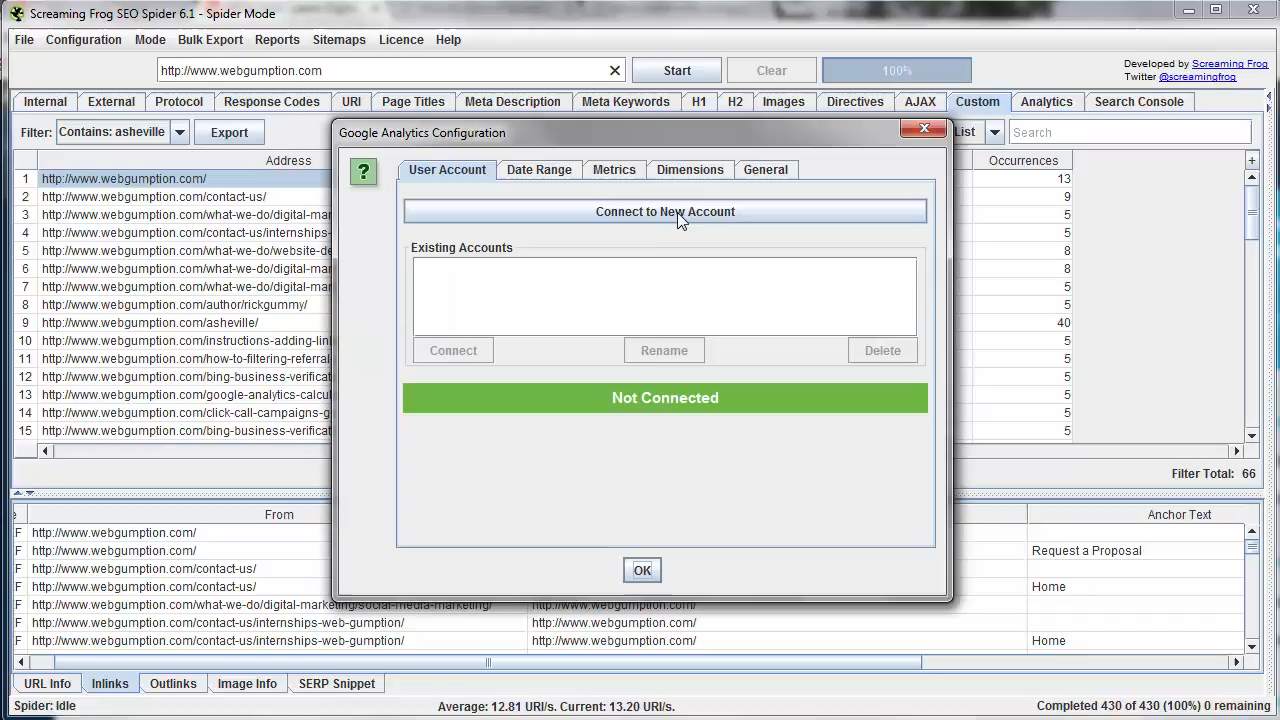 Screaming Frog SEO Spider 6.1 - Spider Mode
File Configuration Mode Bulk Export Reports Sitemaps Licence Help
http://www.webgumption.com Start Clear 100%
Developed by Screaming Frog
Twitter @screamingfrog
Internal External Protocol Response Codes URI Page Titles Meta Description Meta Keywords H1 H2 Images Directives AJAX Custom Analytics Search Console
Filter: Contains: asheville Export List Search
Address Occurrences
1 http://www.webgumption.com/ 13
2 http://www.webgumption.com/contact-us/ 9
3 http://www.webgumption.com/what-we-do/digital-mar 5
4 http://www.webgumption.com/contact-us/internships- 5
5 http://www.webgumption.com/what-we-do/website-de 8
6 http://www.webgumption.com/what-we-do/digital-mar 8
7 http://www.webgumption.com/what-we-do/digital-mar 5
8 http://www.webgumption.com/author/rickgummy/ 5
9 http://www.webgumption.com/asheville/ 40
10 http://www.webgumption.com/instructions-adding-lin 5
11 http://www.webgumption.com/how-to-filtering-referral 5
12 http://www.webgumption.com/bing-business-verificat 5
13 http://www.webgumption.com/google-analytics-calcu 5
14 http://www.webgumption.com/click-call-campaigns-g 5
15 http://www.webgumption.com/bing-business-verificat 5
Filter Total: 66
Google Analytics Configuration
?
User Account Date Range Metrics Dimensions General
Connect to New Account
Existing Accounts
Connect Rename Delete
Not Connected
OK
From Anchor Text
F http://www.webgumption.com/
F http://www.webgumption.com/ Request a Proposal
F http://www.webgumption.com/contact-us/
F http://www.webgumption.com/contact-us/ Home
F http://www.webgumption.com/what-we-do/digital-marketing/social-media-marketing/ http://www.webgumption.com/
F http://www.webgumption.com/contact-us/internships-web-gumption/ http://www.webgumption.com/
F http://www.webgumption.com/contact-us/internships-web-gumption/ http://www.webgumption.com/ Home
URL Info Inlinks Outlinks Image Info SERP Snippet
Spider: Idle Average: 12.81 URI/s. Current: 13.20 URI/s. Completed 430 of 430 (100%) 0 remaining